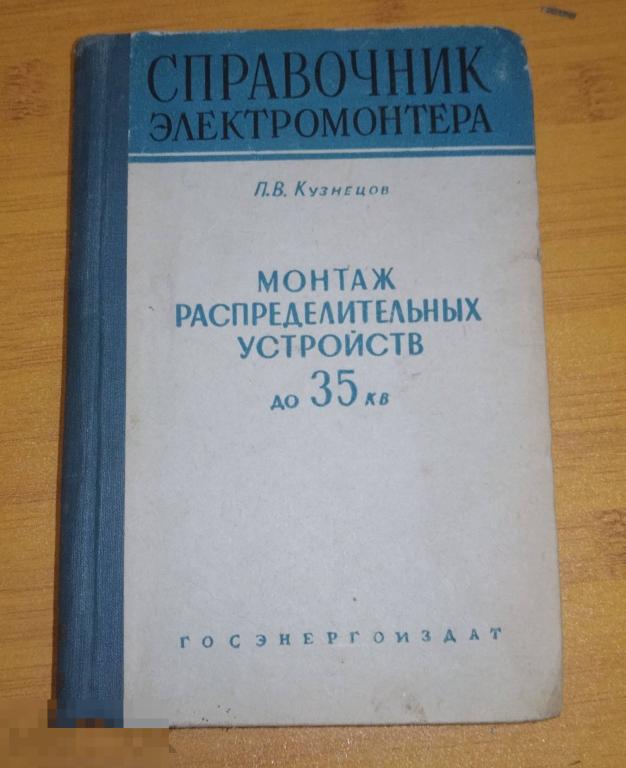 СПРАВОЧНИК
ЭЛЕКТРОМОНТЕРА
П.В. Кузнецов
МОНТАЖ
РАСПРЕДЕЛИТЕЛЬНЫХ
УСТРОЙСТВ
до 35 кв
ГОСЭНЕРГОИЗДАТ